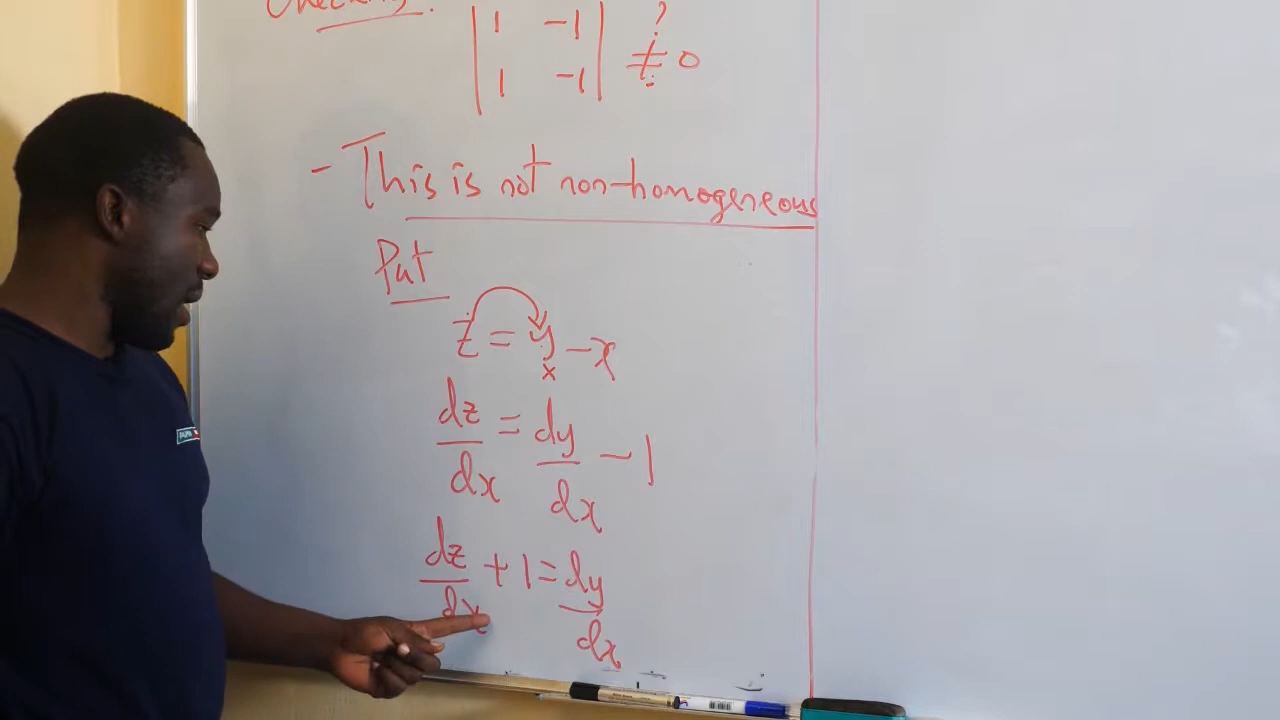 Checking:
| 1 -1 | ?
| 1 -1 | ≠ 0
- This is not non-homogeneous
Put
z = y - x
x
dz/dx = dy/dx - 1
dz/dx + 1 = dy/dx